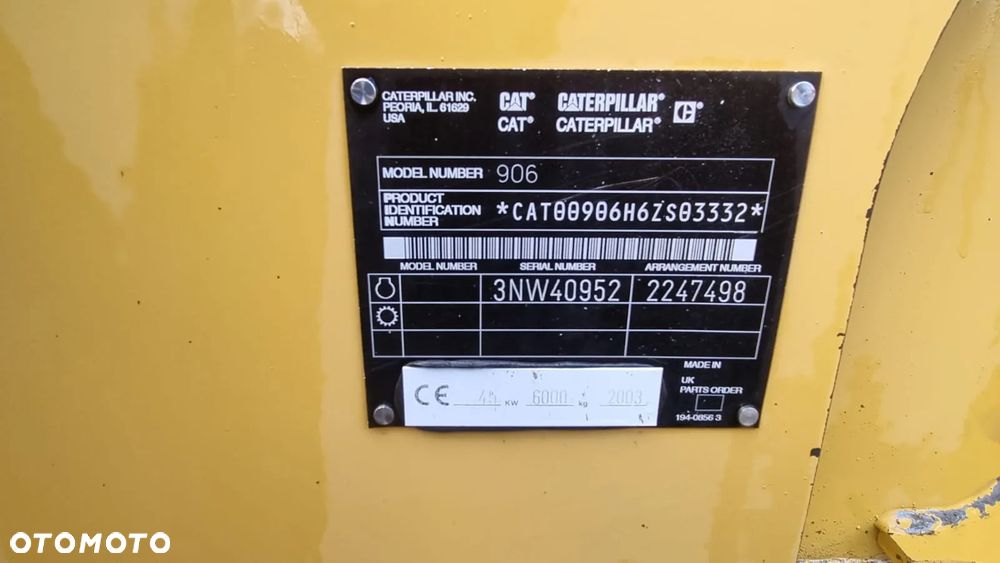 CATERPILLAR INC.
PEORIA, IL. 61629
USA
CAT® CATERPILLAR® C®
CAT® CATERPILLAR®
MODEL NUMBER 906
PRODUCT
IDENTIFICATION
NUMBER
*CAT00906H6ZS03332*
MODEL NUMBER SERIAL NUMBER ARRANGEMENT NUMBER
3NW40952 2247498
MADE IN
UK
PARTS ORDER
194-0856 3
CE 45 KW 6000 kg 2003
OTOMOTO